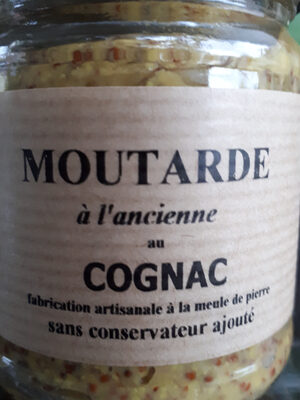 MOUTARDE
à l'ancienne
au
COGNAC
fabrication artisanale à la meule de pierre
sans conservateur ajouté